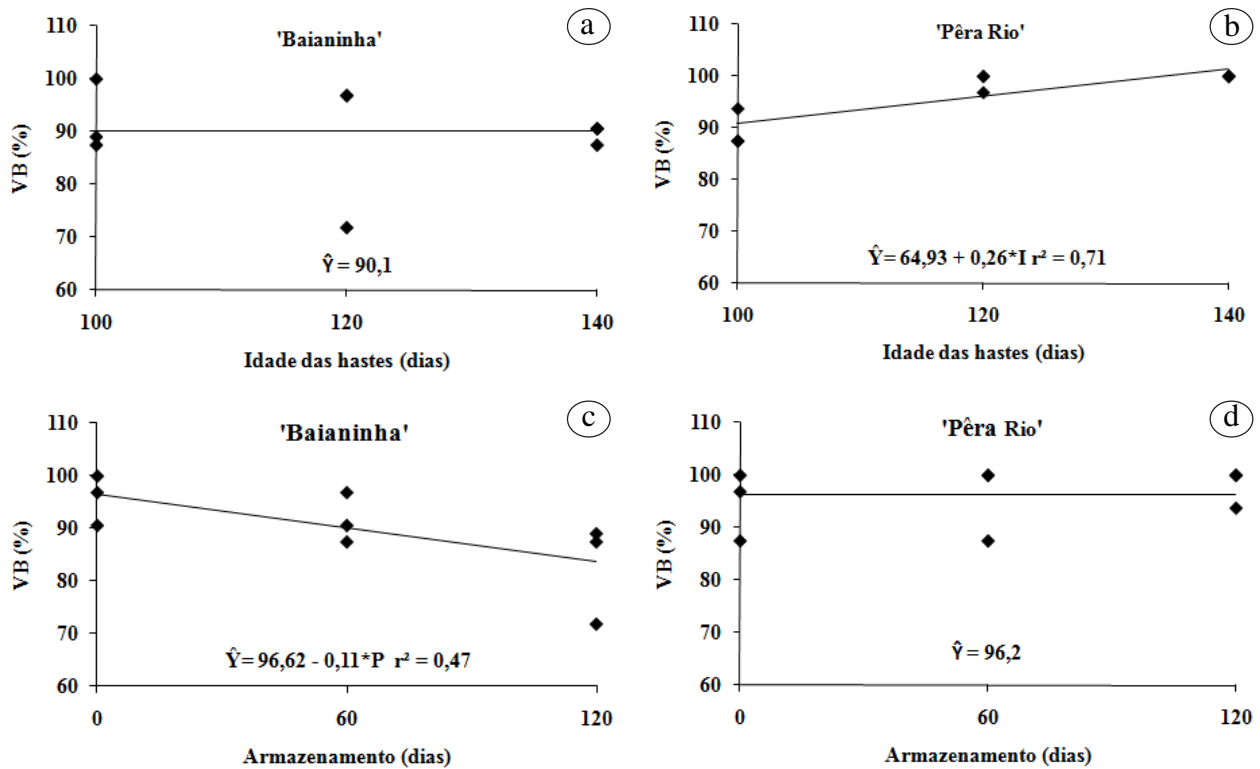 'Baianinha'
a
110
100
90
80
70
60
VB (%)
Ŷ = 90,1
100 120 140
Idade das hastes (dias)
'Pêra Rio'
b
110
100
90
80
70
60
VB (%)
Ŷ= 64,93 + 0,26*I r² = 0,71
100 120 140
Idade das hastes (dias)
'Baianinha'
c
110
100
90
80
70
60
VB (%)
Ŷ= 96,62 - 0,11*P r² = 0,47
0 60 120
Armazenamento (dias)
'Pêra Rio'
d
110
100
90
80
70
60
VB (%)
Ŷ = 96,2
0 60 120
Armazenamento (dias)